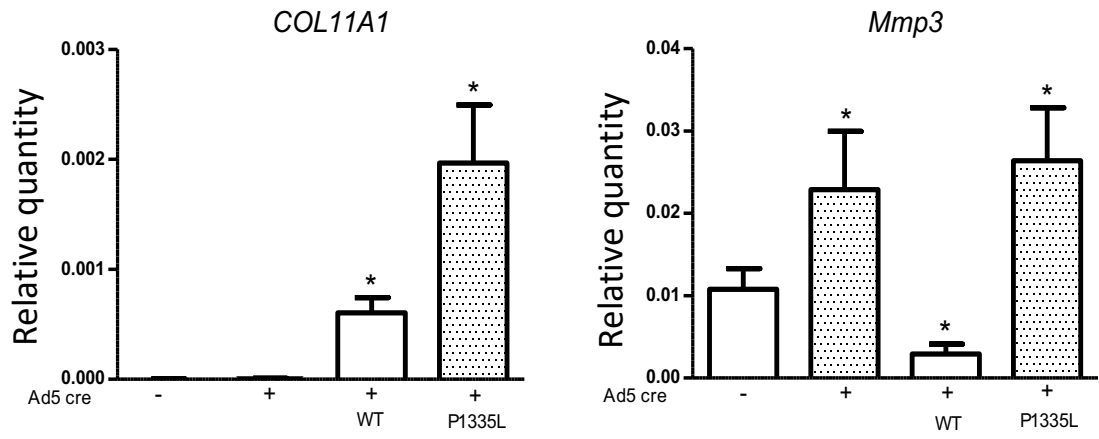 COL11A1
Relative quantity
0.003
0.002
0.001
0.000
*
*
Ad5 cre - + + +
WT P1335L
Mmp3
Relative quantity
0.04
0.03
0.02
0.01
0.00
*
*
*
Ad5 cre - + + +
WT P1335L